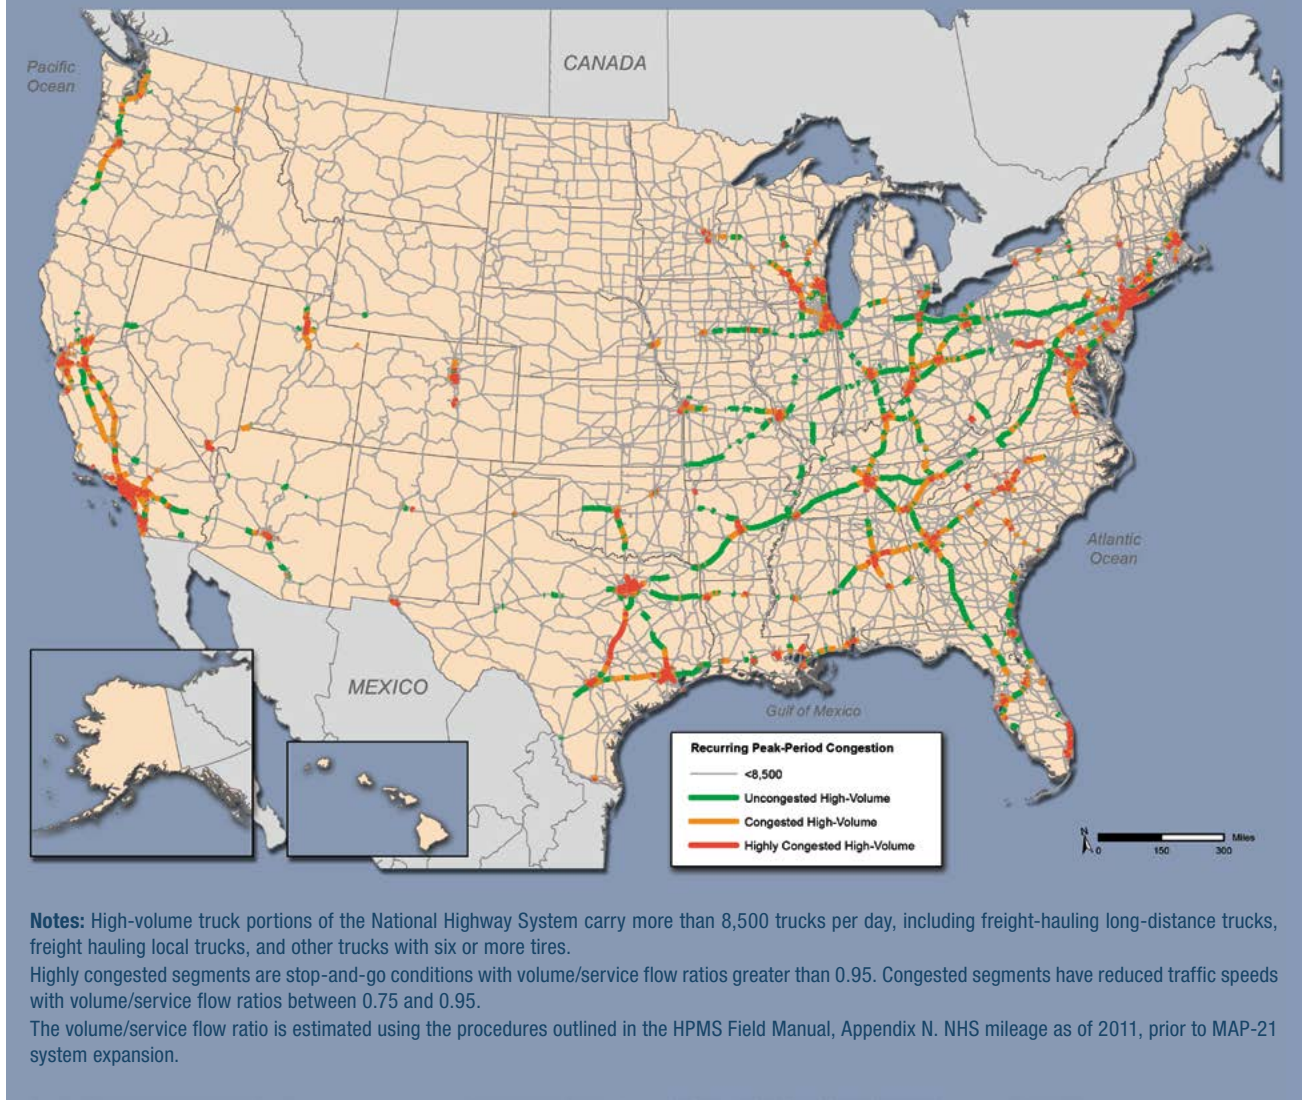 Pacific
Ocean
CANADA
Atlantic
Ocean
MEXICO
Gulf of Mexico
Recurring Peak-Period Congestion
<8,500
Uncongested High-Volume
Congested High-Volume
Highly Congested High-Volume
N
Miles
0 150 300
Notes: High-volume truck portions of the National Highway System carry more than 8,500 trucks per day, including freight-hauling long-distance trucks,
freight hauling local trucks, and other trucks with six or more tires.
Highly congested segments are stop-and-go conditions with volume/service flow ratios greater than 0.95. Congested segments have reduced traffic speeds
with volume/service flow ratios between 0.75 and 0.95.
The volume/service flow ratio is estimated using the procedures outlined in the HPMS Field Manual, Appendix N. NHS mileage as of 2011, prior to MAP-21
system expansion.